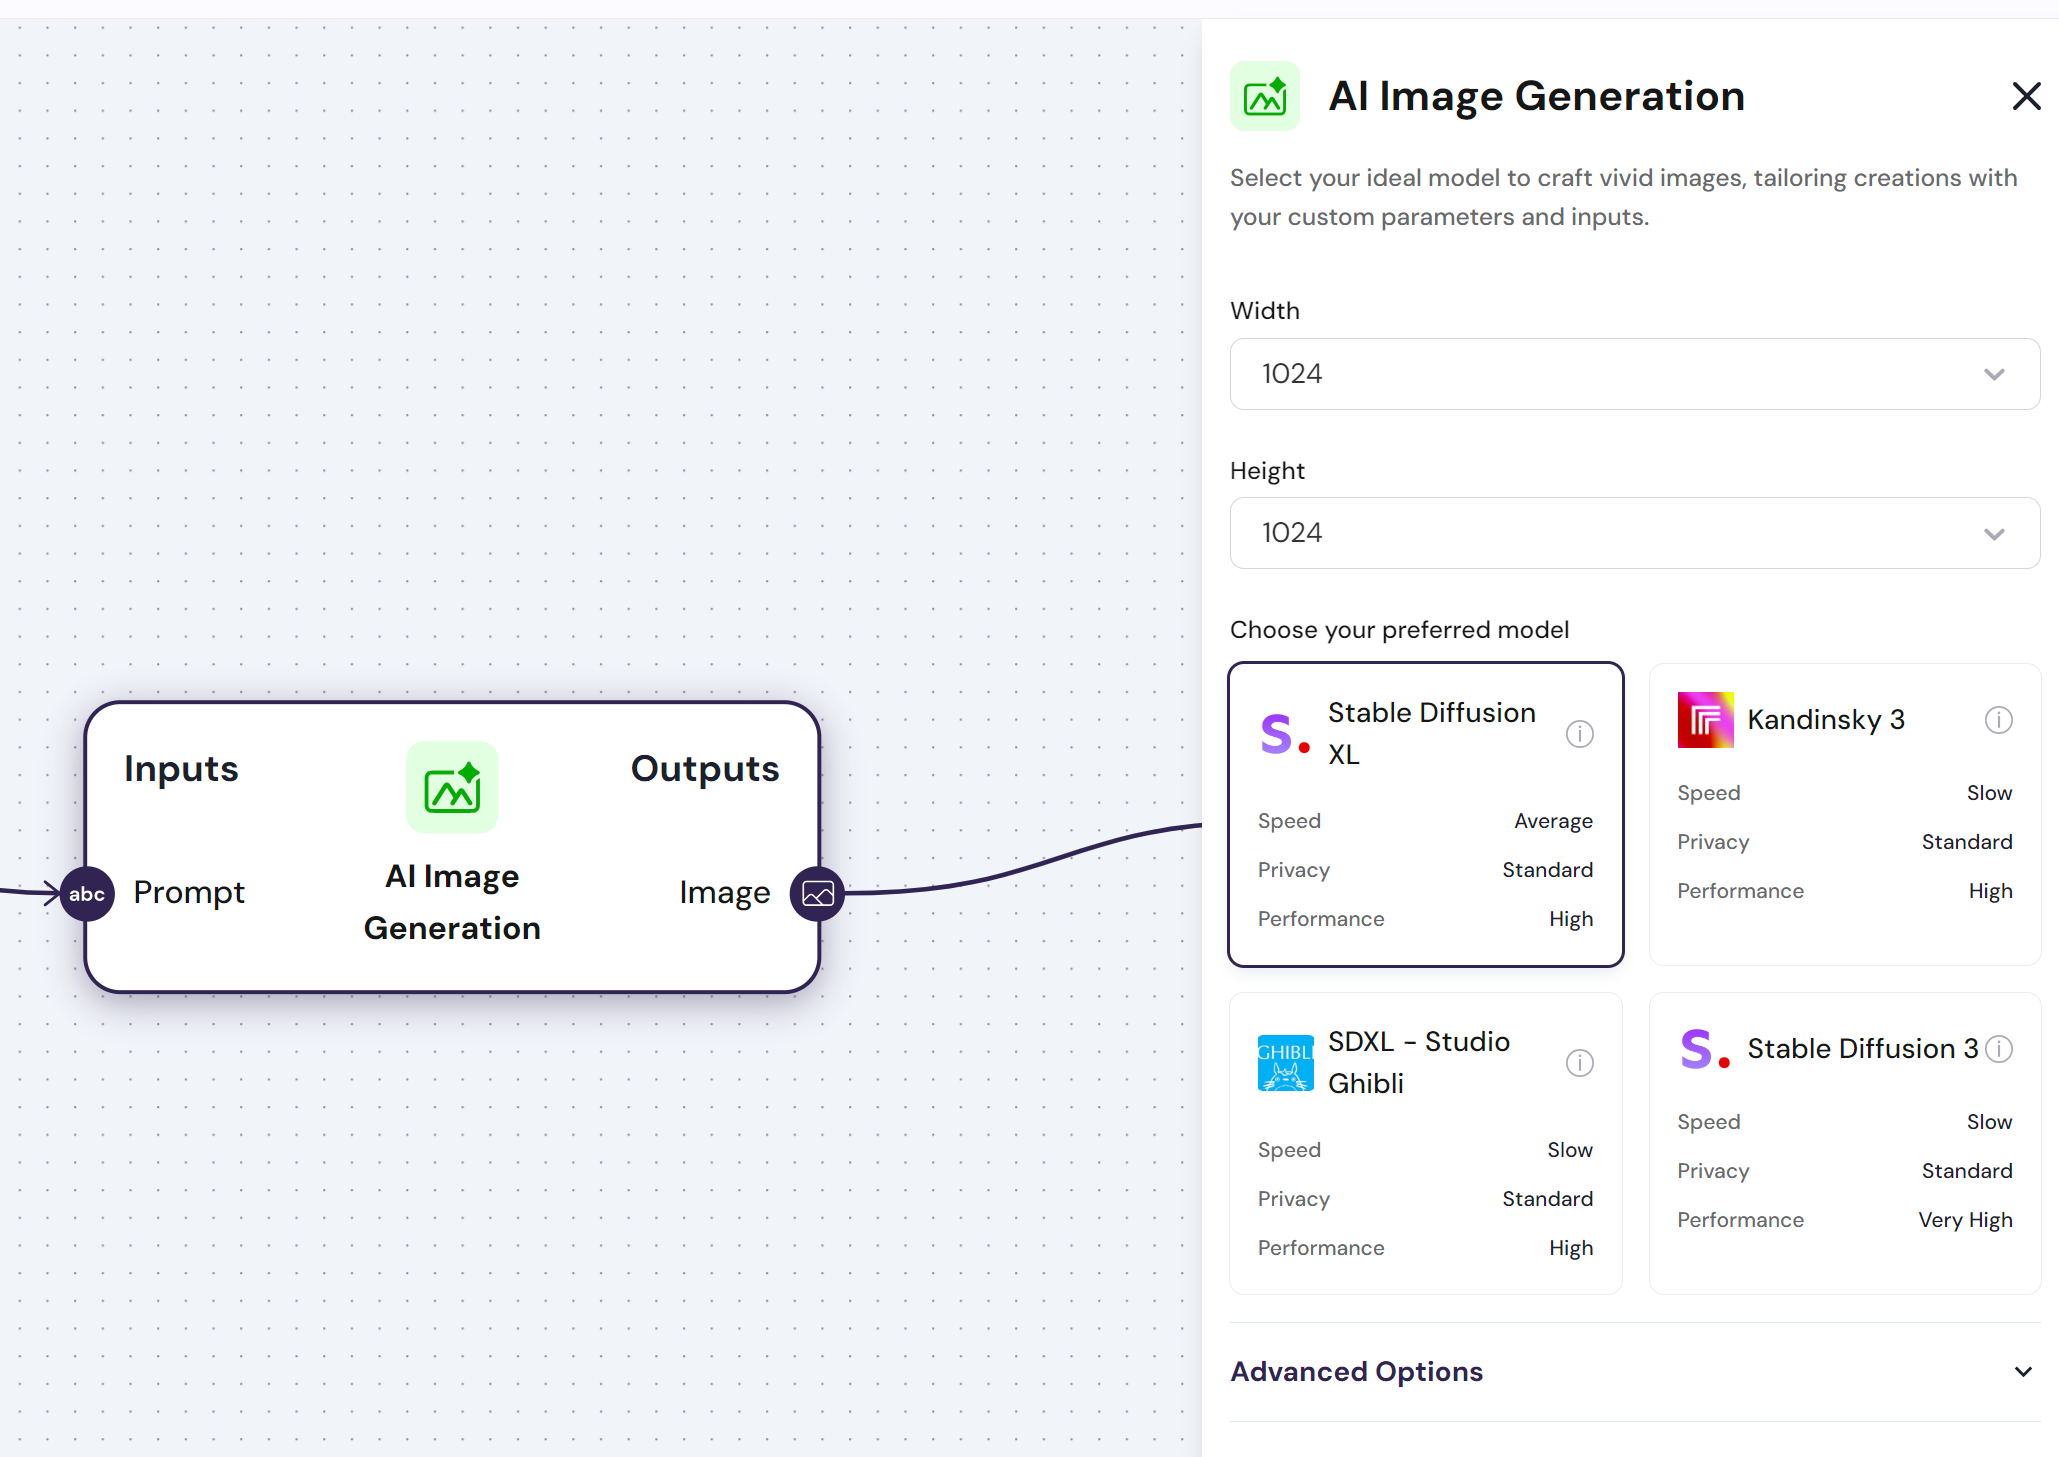 AI Image Generation
Select your ideal model to craft vivid images, tailoring creations with
your custom parameters and inputs.
Width
1024
Height
1024
Choose your preferred model
S. Stable Diffusion
XL
Speed Average
Privacy Standard
Performance High
Kandinsky 3
Speed Slow
Privacy Standard
Performance High
GHIBLI
SDXL - Studio
Ghibli
Speed Slow
Privacy Standard
Performance High
S. Stable Diffusion 3
Speed Slow
Privacy Standard
Performance Very High
Advanced Options
Inputs
Outputs
abc Prompt
AI Image
Generation
Image